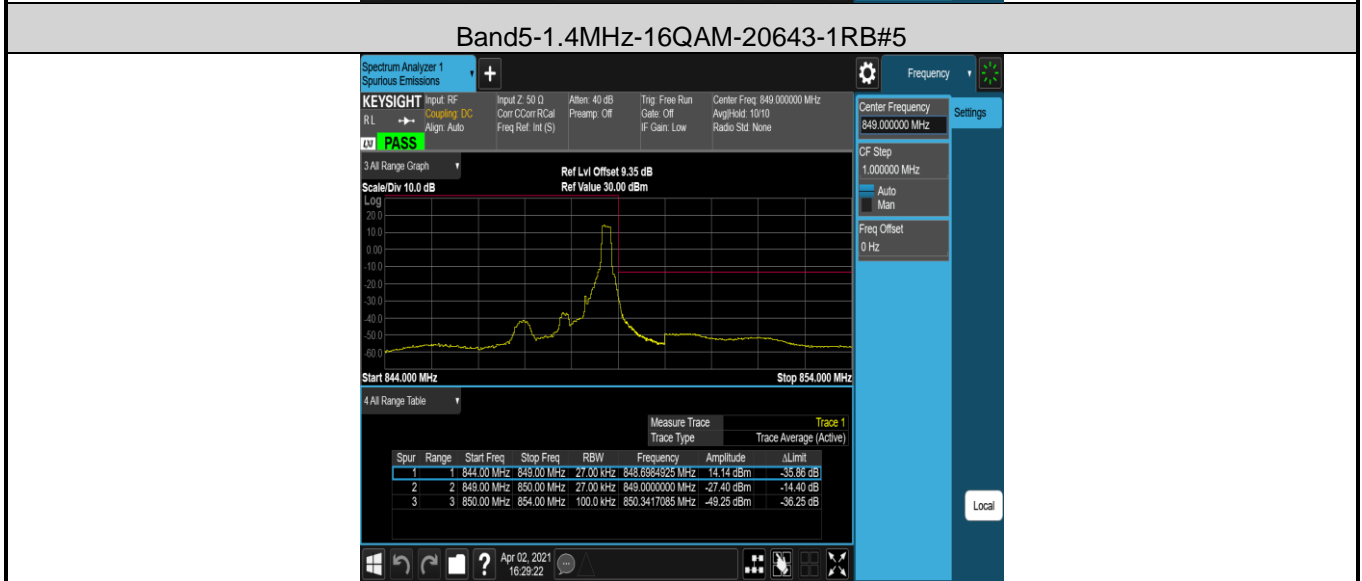 Band5-1.4MHz-16QAM-20643-1RB#5
Spectrum Analyzer 1
Spurious Emissions
+
Frequency
KEYSIGHT
R L
LXI
PASS
Input: RF
Coupling: DC
Align: Auto
Input Z: 50 Ω
Corr CCorr RCal
Freq Ref: Int (S)
Atten: 40 dB
Preamp: Off
Trig: Free Run
Gate: Off
IF Gain: Low
Center Freq: 849.000000 MHz
Avg|Hold: 10/10
Radio Std: None
Center Frequency
849.000000 MHz
Settings
CF Step
1.000000 MHz
Auto
Man
Freq Offset
0 Hz
3 All Range Graph
Ref Lvl Offset 9.35 dB
Scale/Div 10.0 dB
Ref Value 30.00 dBm
Log
20.0
10.0
0.00
-10.0
-20.0
-30.0
-40.0
-50.0
-60.0
Start 844.000 MHz
Stop 854.000 MHz
4 All Range Table
Measure Trace Trace 1
Trace Type Trace Average (Active)
Spur Range Start Freq Stop Freq RBW Frequency Amplitude ΔLimit
1 1 844.00 MHz 849.00 MHz 27.00 kHz 848.6984925 MHz 14.14 dBm -35.86 dB
2 2 849.00 MHz 850.00 MHz 27.00 kHz 849.0000000 MHz -27.40 dBm -14.40 dB
3 3 850.00 MHz 854.00 MHz 100.0 kHz 850.3417085 MHz -49.25 dBm -36.25 dB
Local
?
Apr 02, 2021
16:29:22